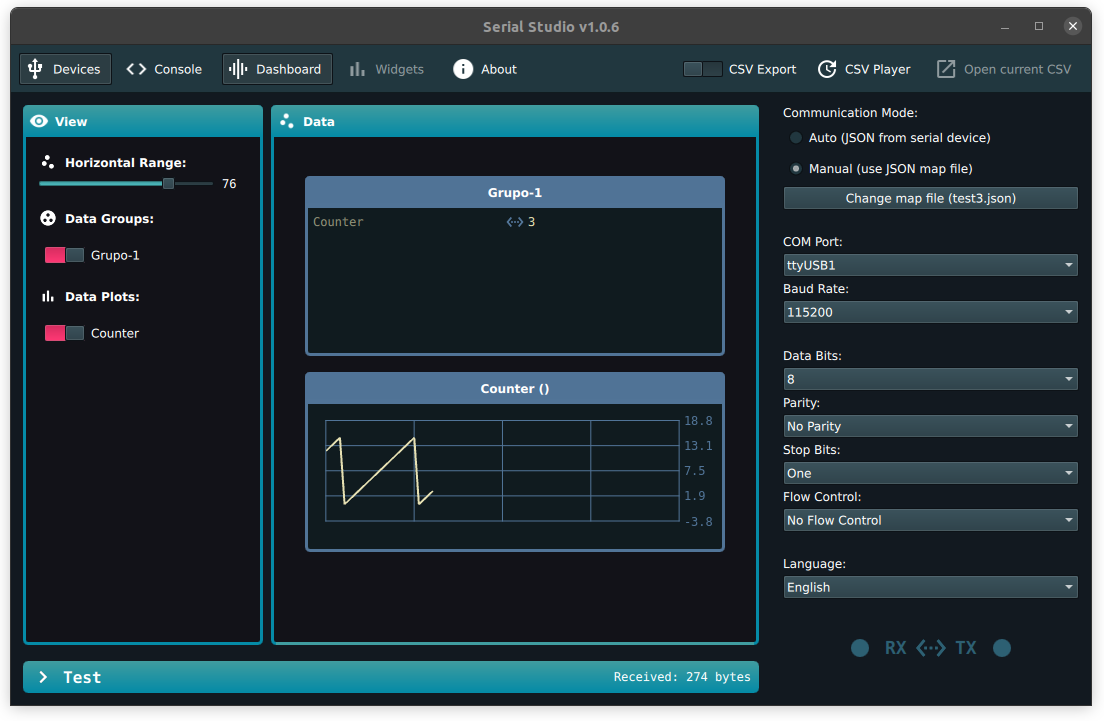 Serial Studio v1.0.6
Devices
Console
Dashboard
Widgets
About
CSV Export
CSV Player
Open current CSV
View
Horizontal Range:
76
Data Groups:
Grupo-1
Data Plots:
Counter
Data
Grupo-1
Counter 3
Counter ()
18.8
13.1
7.5
1.9
-3.8
Test
Received: 274 bytes
Communication Mode:
Auto (JSON from serial device)
Manual (use JSON map file)
Change map file (test3.json)
COM Port:
ttyUSB1
Baud Rate:
115200
Data Bits:
8
Parity:
No Parity
Stop Bits:
One
Flow Control:
No Flow Control
Language:
English
RX TX